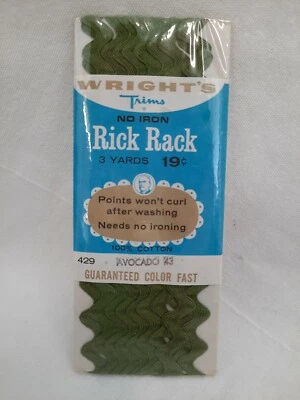 WRIGHT'S
Trims
NO IRON
Rick Rack
3 YARDS 19¢
Points won't curl
after washing
Needs no ironing
100% COTTON
429 AVOCADO 23
GUARANTEED COLOR FAST